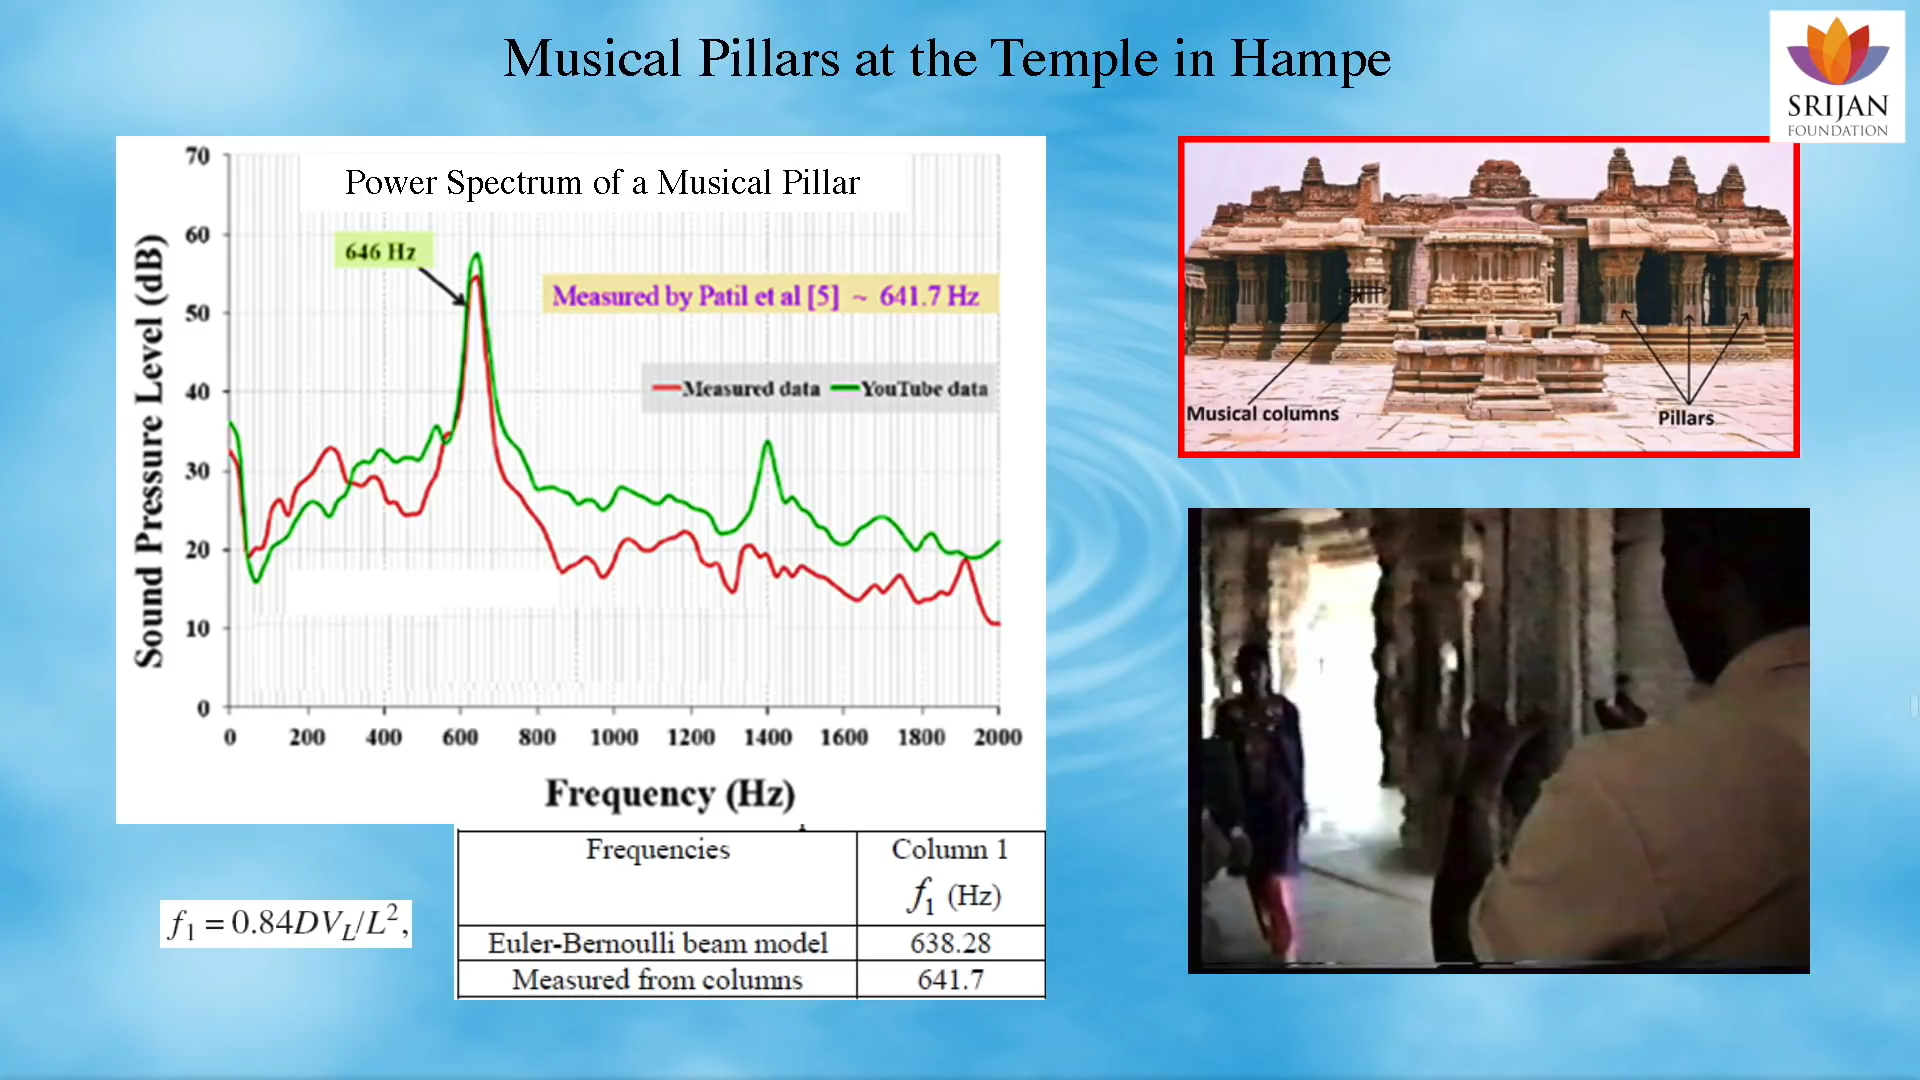 Musical Pillars at the Temple in Hampe
SRIJAN
FOUNDATION
Power Spectrum of a Musical Pillar
646 Hz
Measured by Patil et al [5] ~ 641.7 Hz
Measured data
YouTube data
Sound Pressure Level (dB)
70
60
50
40
30
20
10
0
0 200 400 600 800 1000 1200 1400 1600 1800 2000
Frequency (Hz)
Musical columns
Pillars
f₁ = 0.84DV_L/L²,
Frequencies Column 1
f₁ (Hz)
Euler-Bernoulli beam model 638.28
Measured from columns 641.7